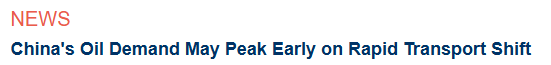 NEWS
China's Oil Demand May Peak Early on Rapid Transport Shift